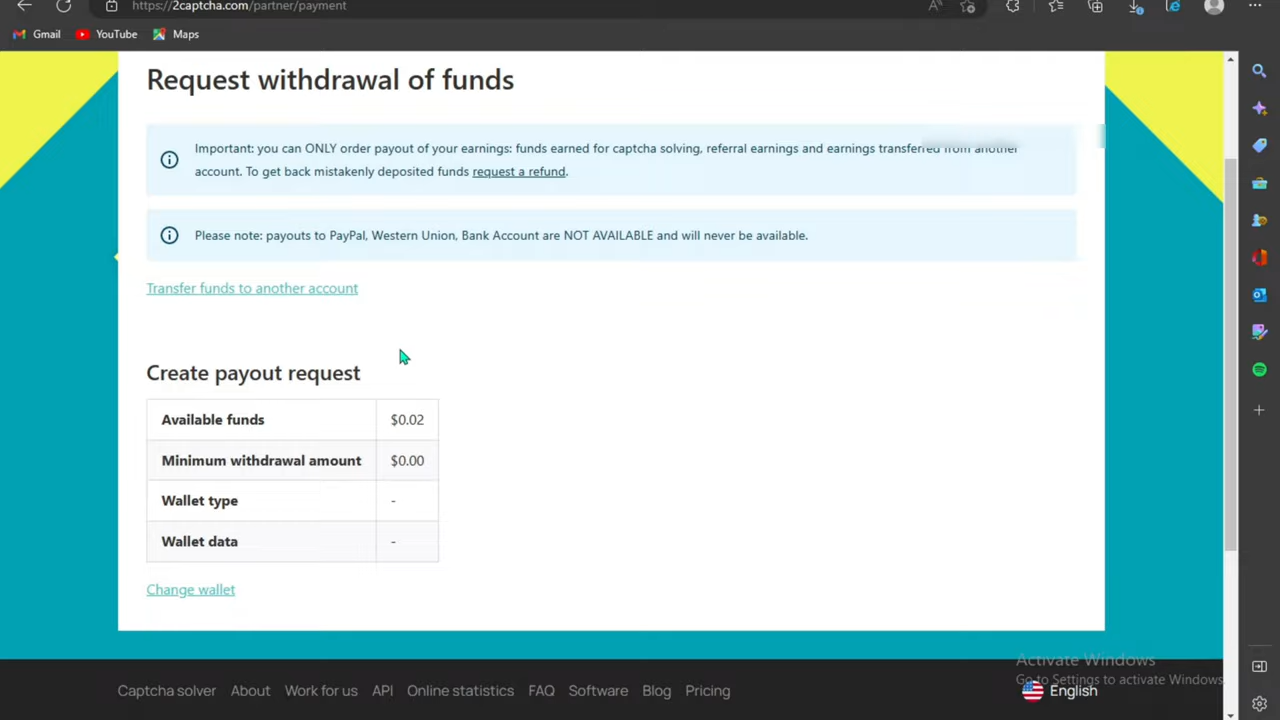 https://2captcha.com/partner/payment
Gmail YouTube Maps
Request withdrawal of funds
Important: you can ONLY order payout of your earnings: funds earned for captcha solving, referral earnings and earnings transferred from another
account. To get back mistakenly deposited funds request a refund.
Please note: payouts to PayPal, Western Union, Bank Account are NOT AVAILABLE and will never be available.
Transfer funds to another account
Create payout request
Available funds $0.02
Minimum withdrawal amount $0.00
Wallet type -
Wallet data -
Change wallet
Activate Windows
Go to Settings to activate Windows
Captcha solver About Work for us API Online statistics FAQ Software Blog Pricing English